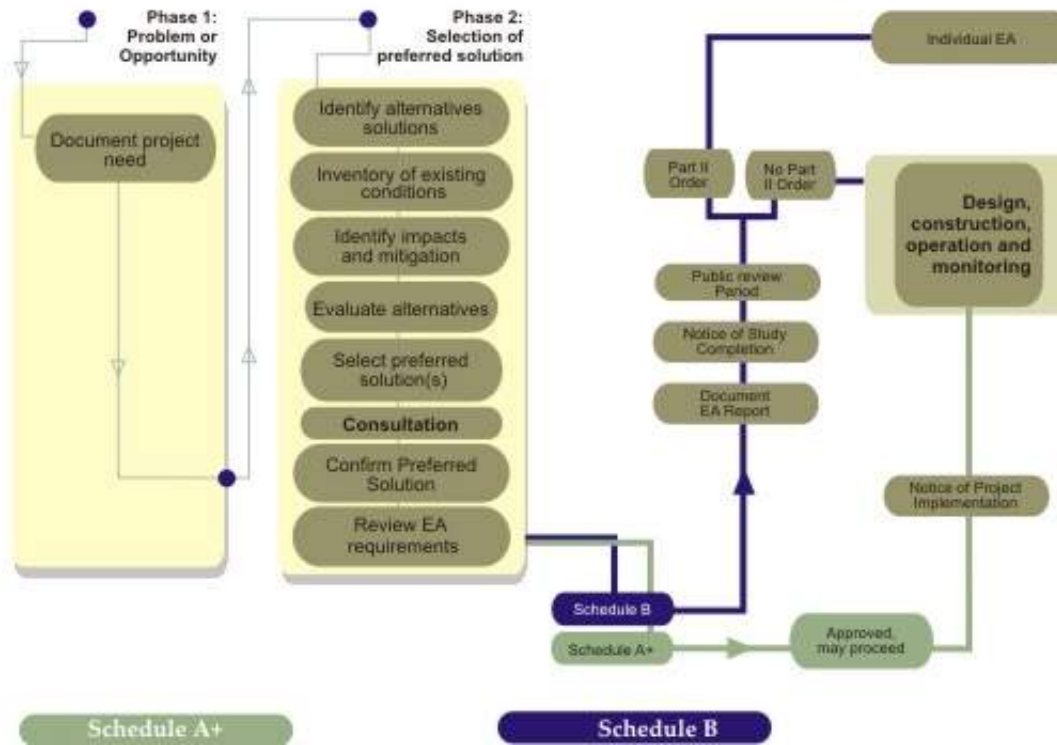 Phase 1:
Problem or
Opportunity
Document project
need
Phase 2:
Selection of
preferred solution
Identify alternatives
solutions
Inventory of existing
conditions
Identify impacts
and mitigation
Evaluate alternatives
Select preferred
solution(s)
Consultation
Confirm Preferred
Solution
Review EA
requirements
Individual EA
Part II
Order
No Part
II Order
Design,
construction,
operation and
monitoring
Public review
Period
Notice of Study
Completion
Document
EA Report
Notice of Project
Implementation
Schedule B
Schedule A+
Approved,
may proceed
Schedule A+
Schedule B